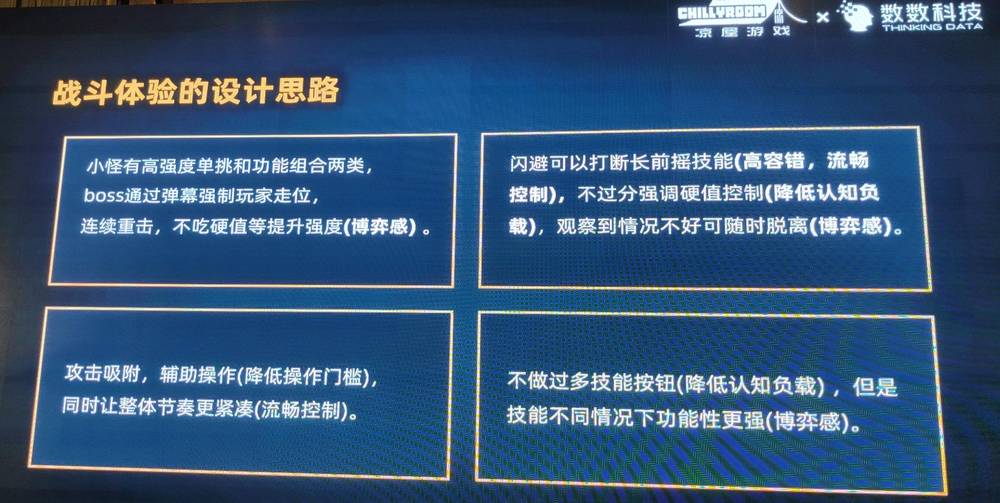 CHILLYROOM
凉屋游戏
×
数数科技
THINKING DATA
战斗体验的设计思路
小怪有高强度单挑和功能组合两类，
boss通过弹幕强制玩家走位，
连续重击，不吃硬值等提升强度(博弈感)。
闪避可以打断长前摇技能(高容错，流畅
控制)，不过分强调硬值控制(降低认知负
载)，观察到情况不好可随时脱离(博弈感)。
攻击吸附，辅助操作(降低操作门槛)，
同时让整体节奏更紧凑(流畅控制)。
不做过多技能按钮(降低认知负载)，但是
技能不同情况下功能性更强(博弈感)。